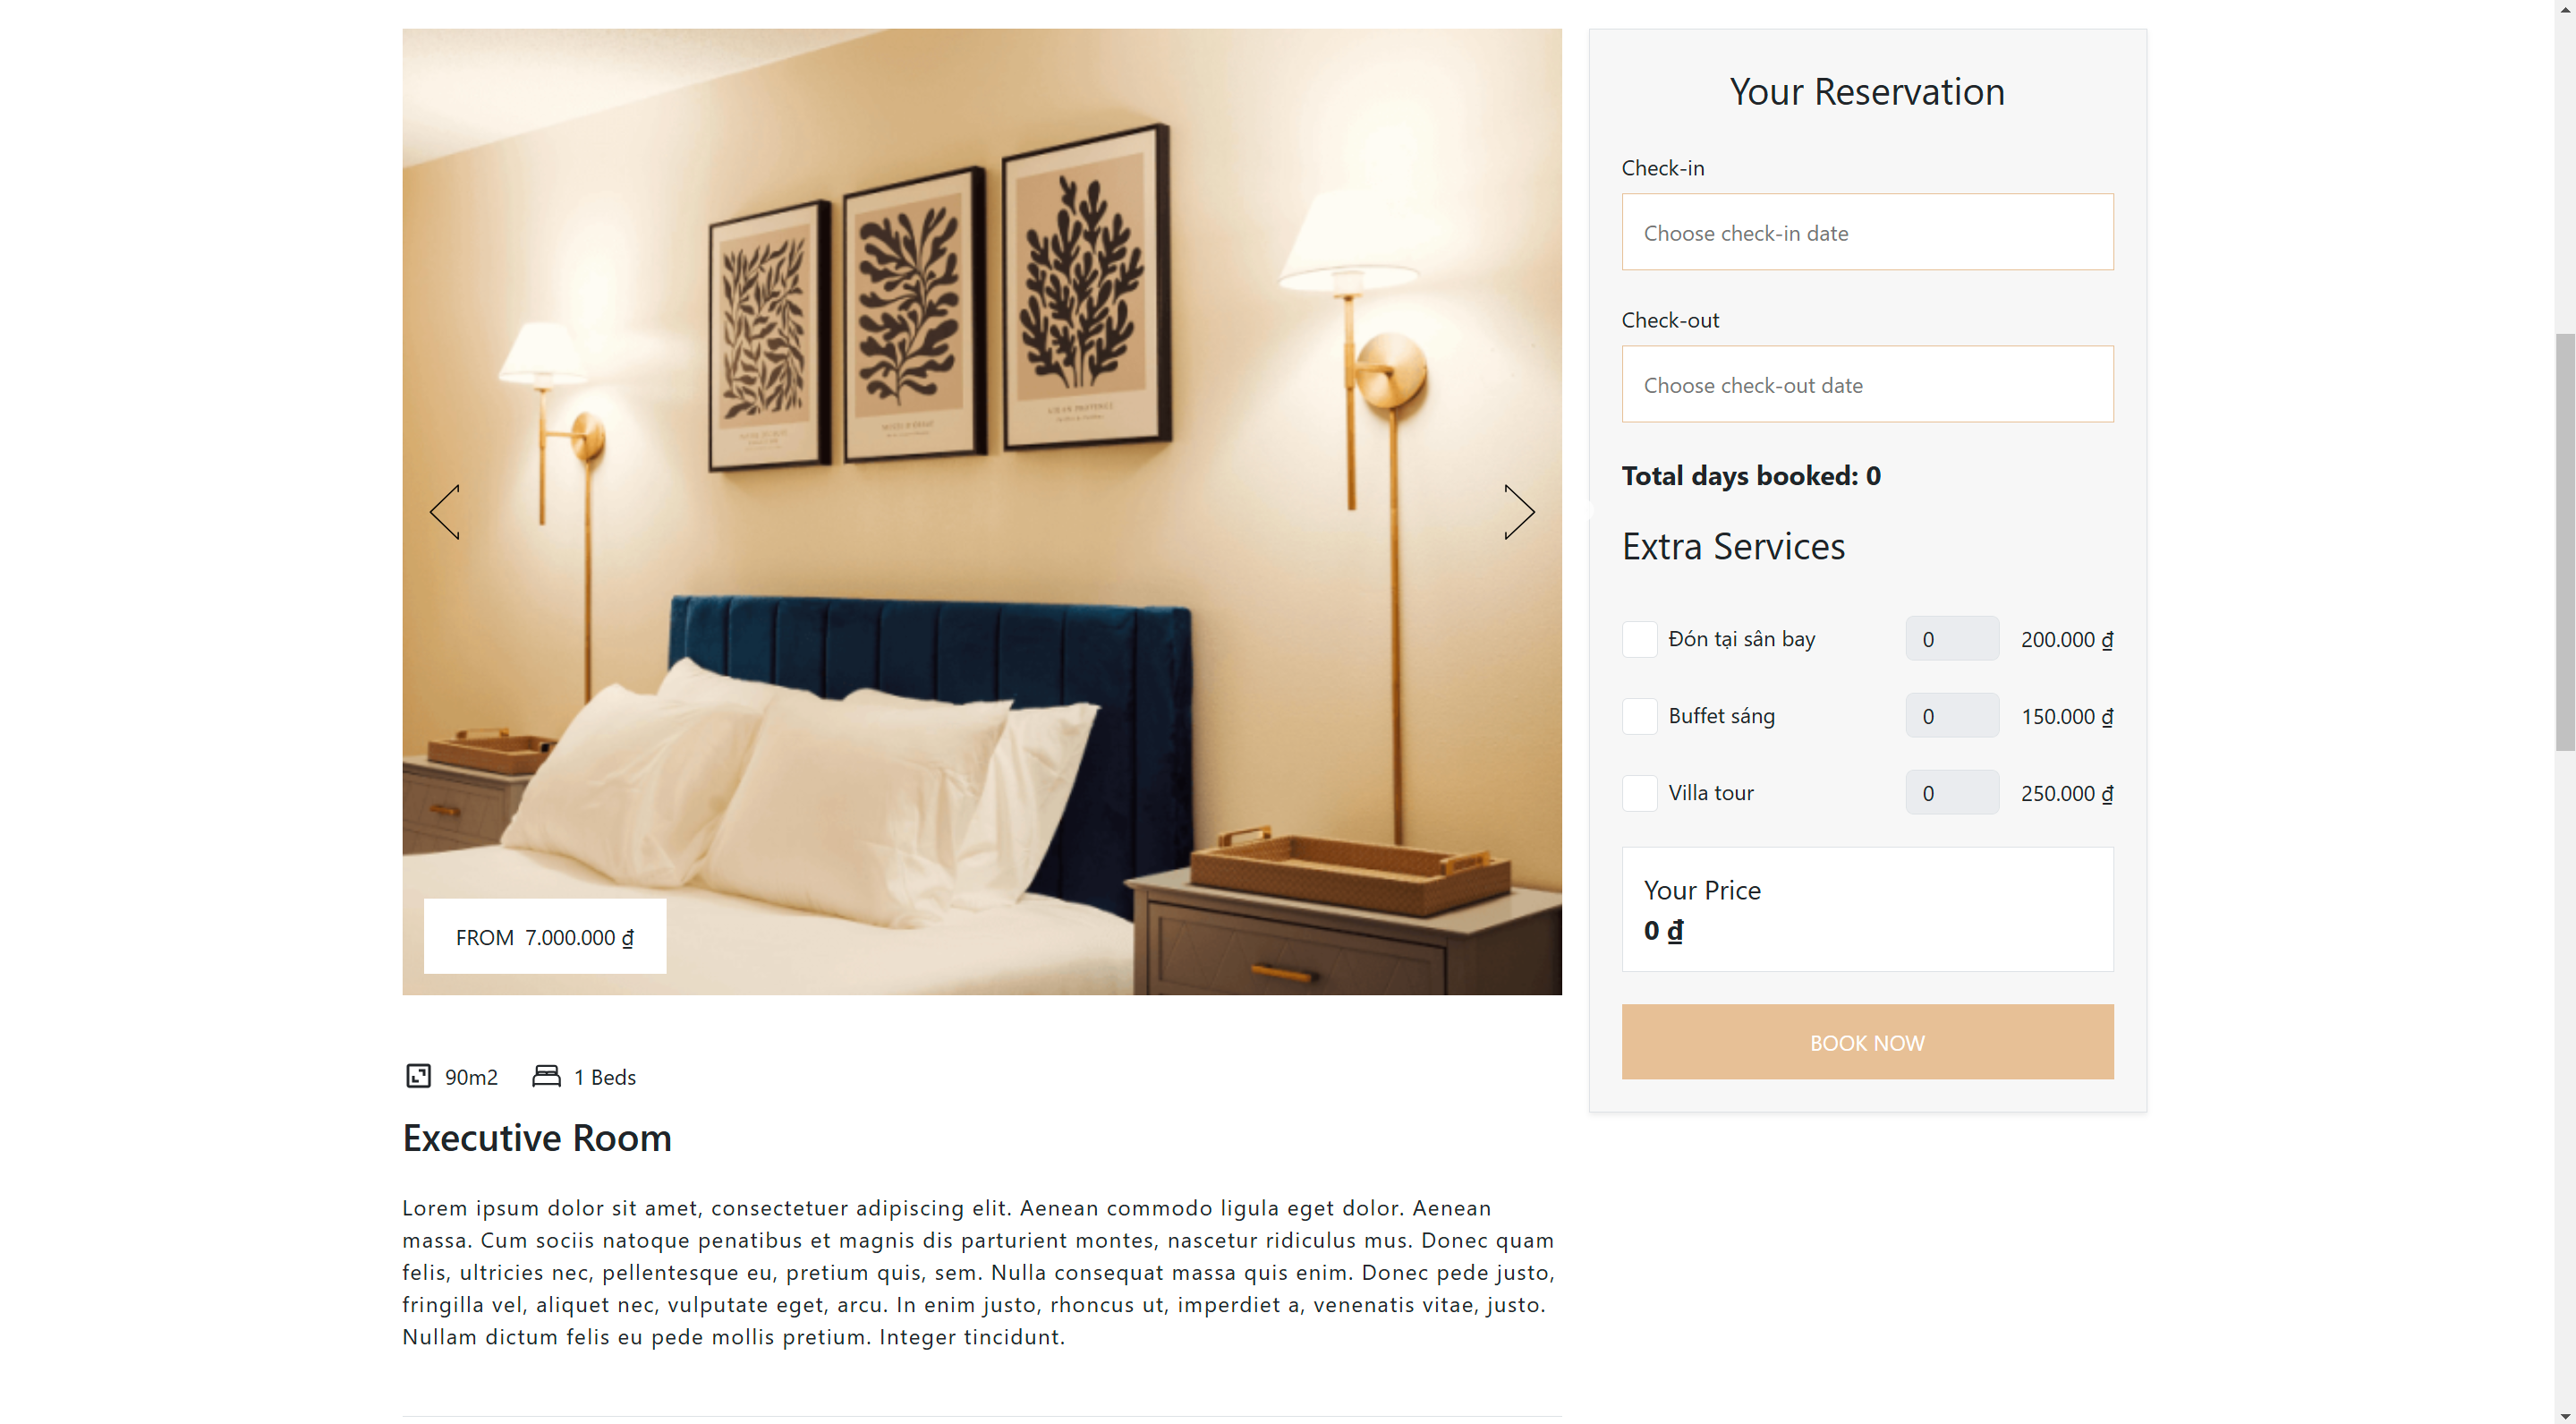 FROM 7.000.000 ₫
90m2 1 Beds
Executive Room
Lorem ipsum dolor sit amet, consectetuer adipiscing elit. Aenean commodo ligula eget dolor. Aenean
massa. Cum sociis natoque penatibus et magnis dis parturient montes, nascetur ridiculus mus. Donec quam
felis, ultricies nec, pellentesque eu, pretium quis, sem. Nulla consequat massa quis enim. Donec pede justo,
fringilla vel, aliquet nec, vulputate eget, arcu. In enim justo, rhoncus ut, imperdiet a, venenatis vitae, justo.
Nullam dictum felis eu pede mollis pretium. Integer tincidunt.
Your Reservation
Check-in
Choose check-in date
Check-out
Choose check-out date
Total days booked: 0
Extra Services
Đón tại sân bay 0 200.000 ₫
Buffet sáng 0 150.000 ₫
Villa tour 0 250.000 ₫
Your Price
0 ₫
BOOK NOW